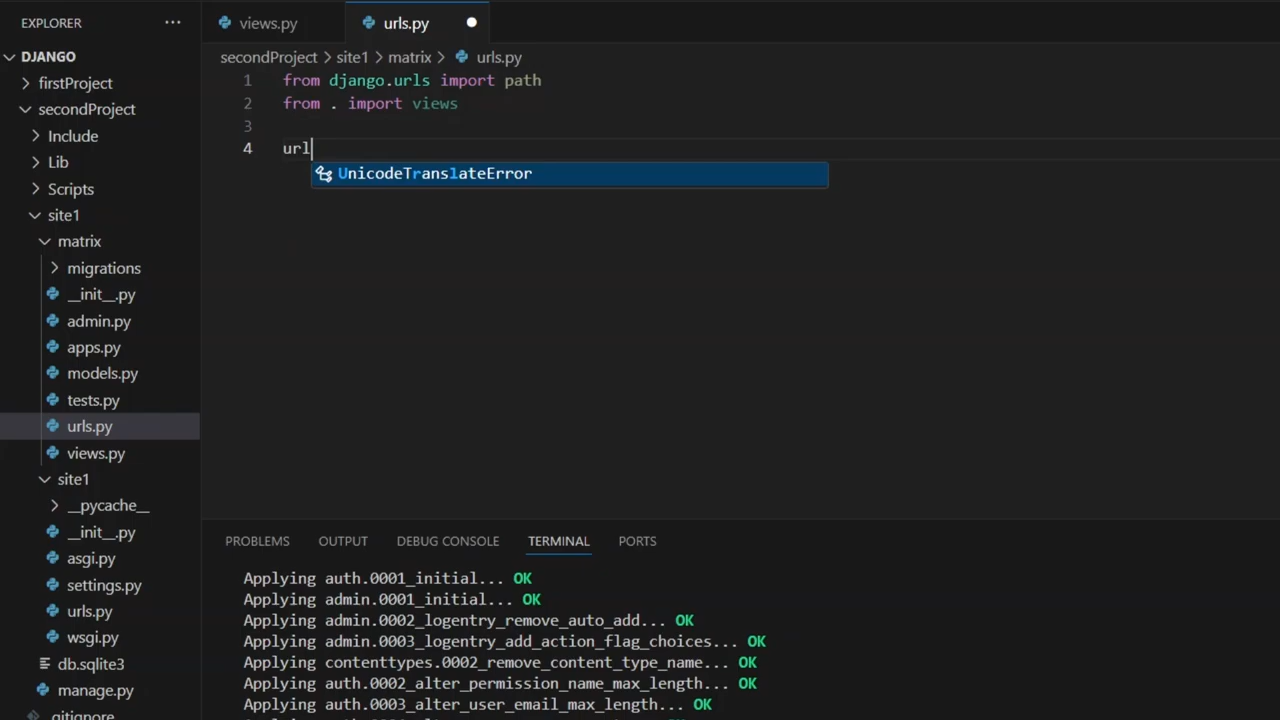 EXPLORER
views.py
urls.py
DJANGO
firstProject
secondProject
Include
Lib
Scripts
site1
matrix
migrations
__init__.py
admin.py
apps.py
models.py
tests.py
urls.py
views.py
site1
__pycache__
__init__.py
asgi.py
settings.py
urls.py
wsgi.py
db.sqlite3
manage.py
.gitignore
secondProject > site1 > matrix > urls.py
1 from django.urls import path
2 from . import views
3
4 url
UnicodeTranslateError
PROBLEMS OUTPUT DEBUG CONSOLE TERMINAL PORTS
Applying auth.0001_initial... OK
Applying admin.0001_initial... OK
Applying admin.0002_logentry_remove_auto_add... OK
Applying admin.0003_logentry_add_action_flag_choices... OK
Applying contenttypes.0002_remove_content_type_name... OK
Applying auth.0002_alter_permission_name_max_length... OK
Applying auth.0003_alter_user_email_max_length... OK